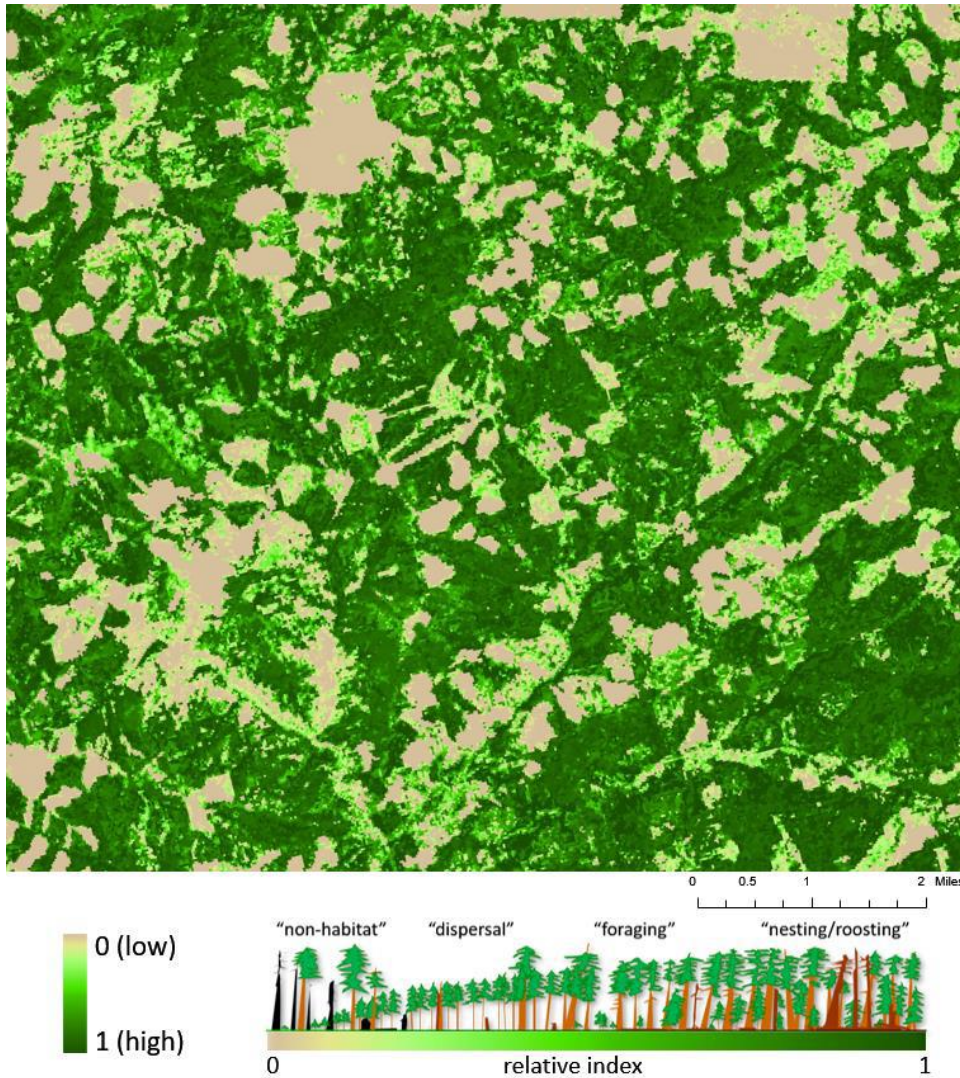 0 0.5 1 2 Miles
0 (low)
1 (high)
“non-habitat” “dispersal” “foraging” “nesting/roosting”
0 relative index 1